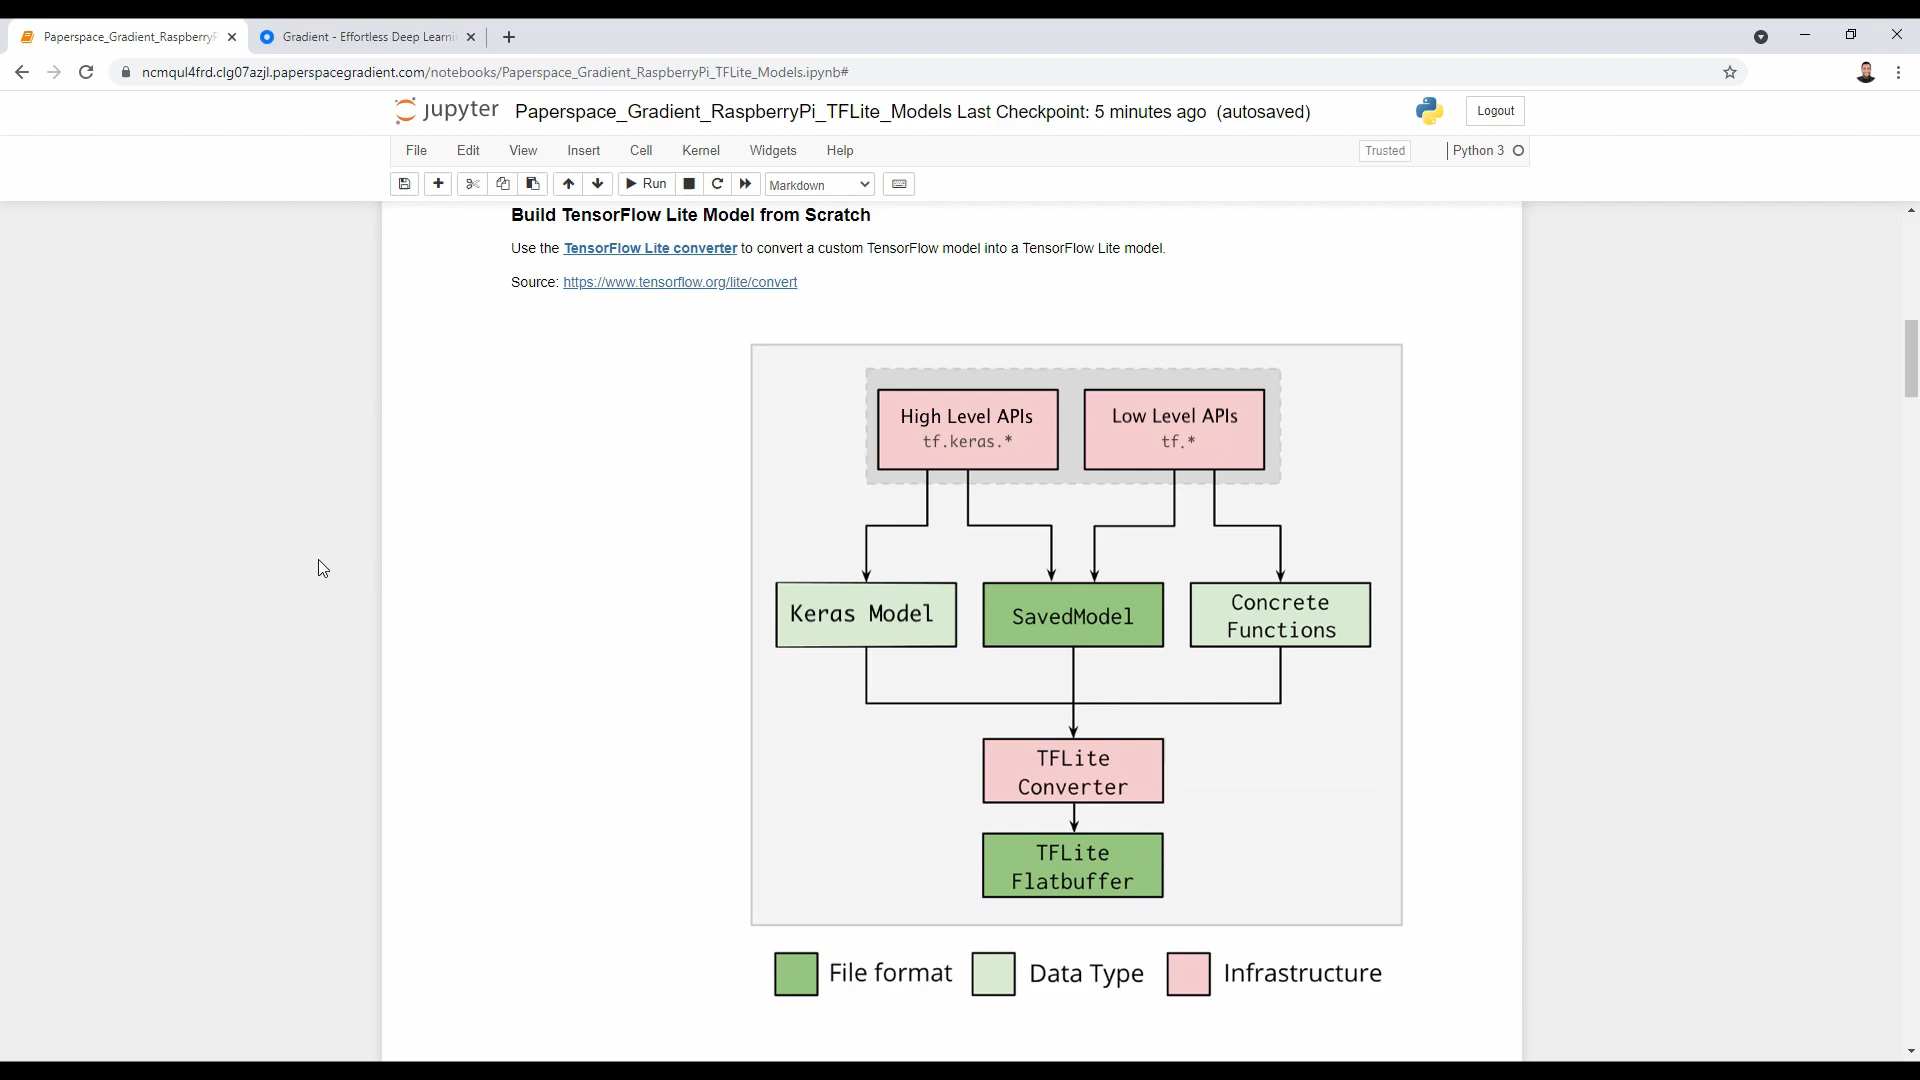 Paperspace_Gradient_RaspberryP
Gradient - Effortless Deep Learni
ncmqul4frd.clg07azjl.paperspacegradient.com/notebooks/Paperspace_Gradient_RaspberryPi_TFLite_Models.ipynb#
jupyter Paperspace_Gradient_RaspberryPi_TFLite_Models Last Checkpoint: 5 minutes ago (autosaved) Logout
File Edit View Insert Cell Kernel Widgets Help Trusted Python 3
Run Markdown
Build TensorFlow Lite Model from Scratch
Use the TensorFlow Lite converter to convert a custom TensorFlow model into a TensorFlow Lite model.
Source: https://www.tensorflow.org/lite/convert
High Level APIs
tf.keras.*
Low Level APIs
tf.*
Keras Model
SavedModel
Concrete
Functions
TFLite
Converter
TFLite
Flatbuffer
File format Data Type Infrastructure